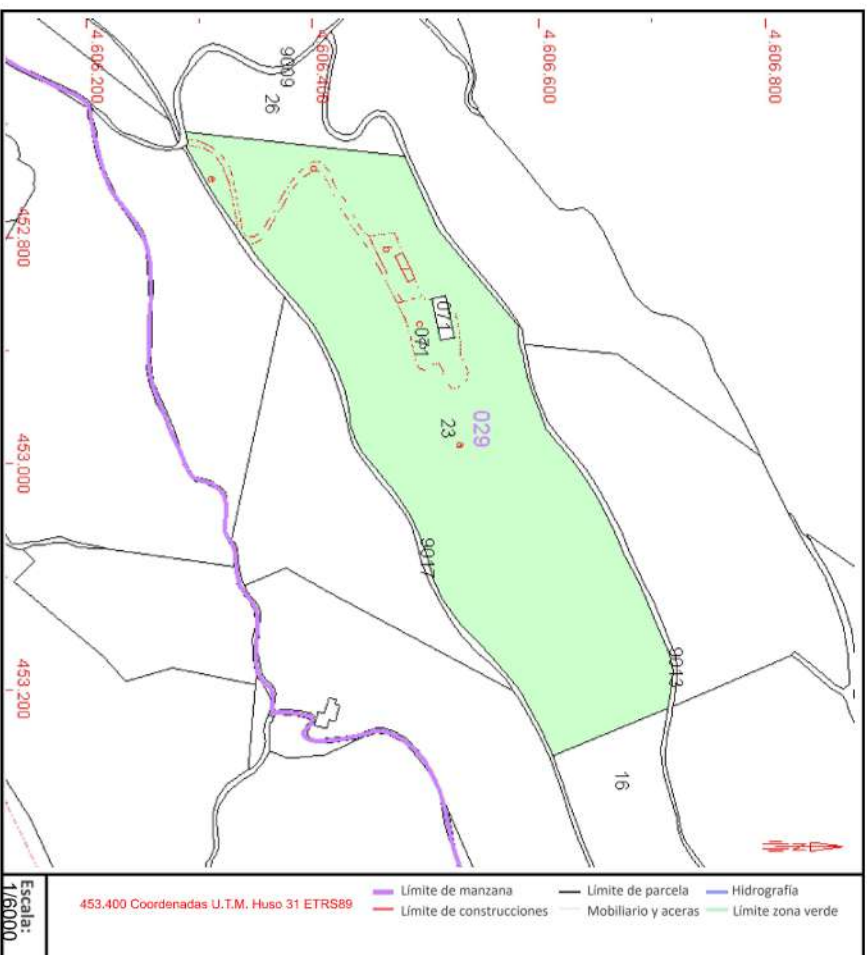 4.606.200
4.606.400
4.606.600
4.606.800
9009
26
e
d
452.800
b
071
c
071
029
23
a
453.000
9017
9013
453.200
16
N
Escala:
1/6000
453.400 Coordenadas U.T.M. Huso 31 ETRS89
Límite de manzana
Límite de parcela
Hidrografía
Límite de construcciones
Mobiliario y aceras
Límite zona verde